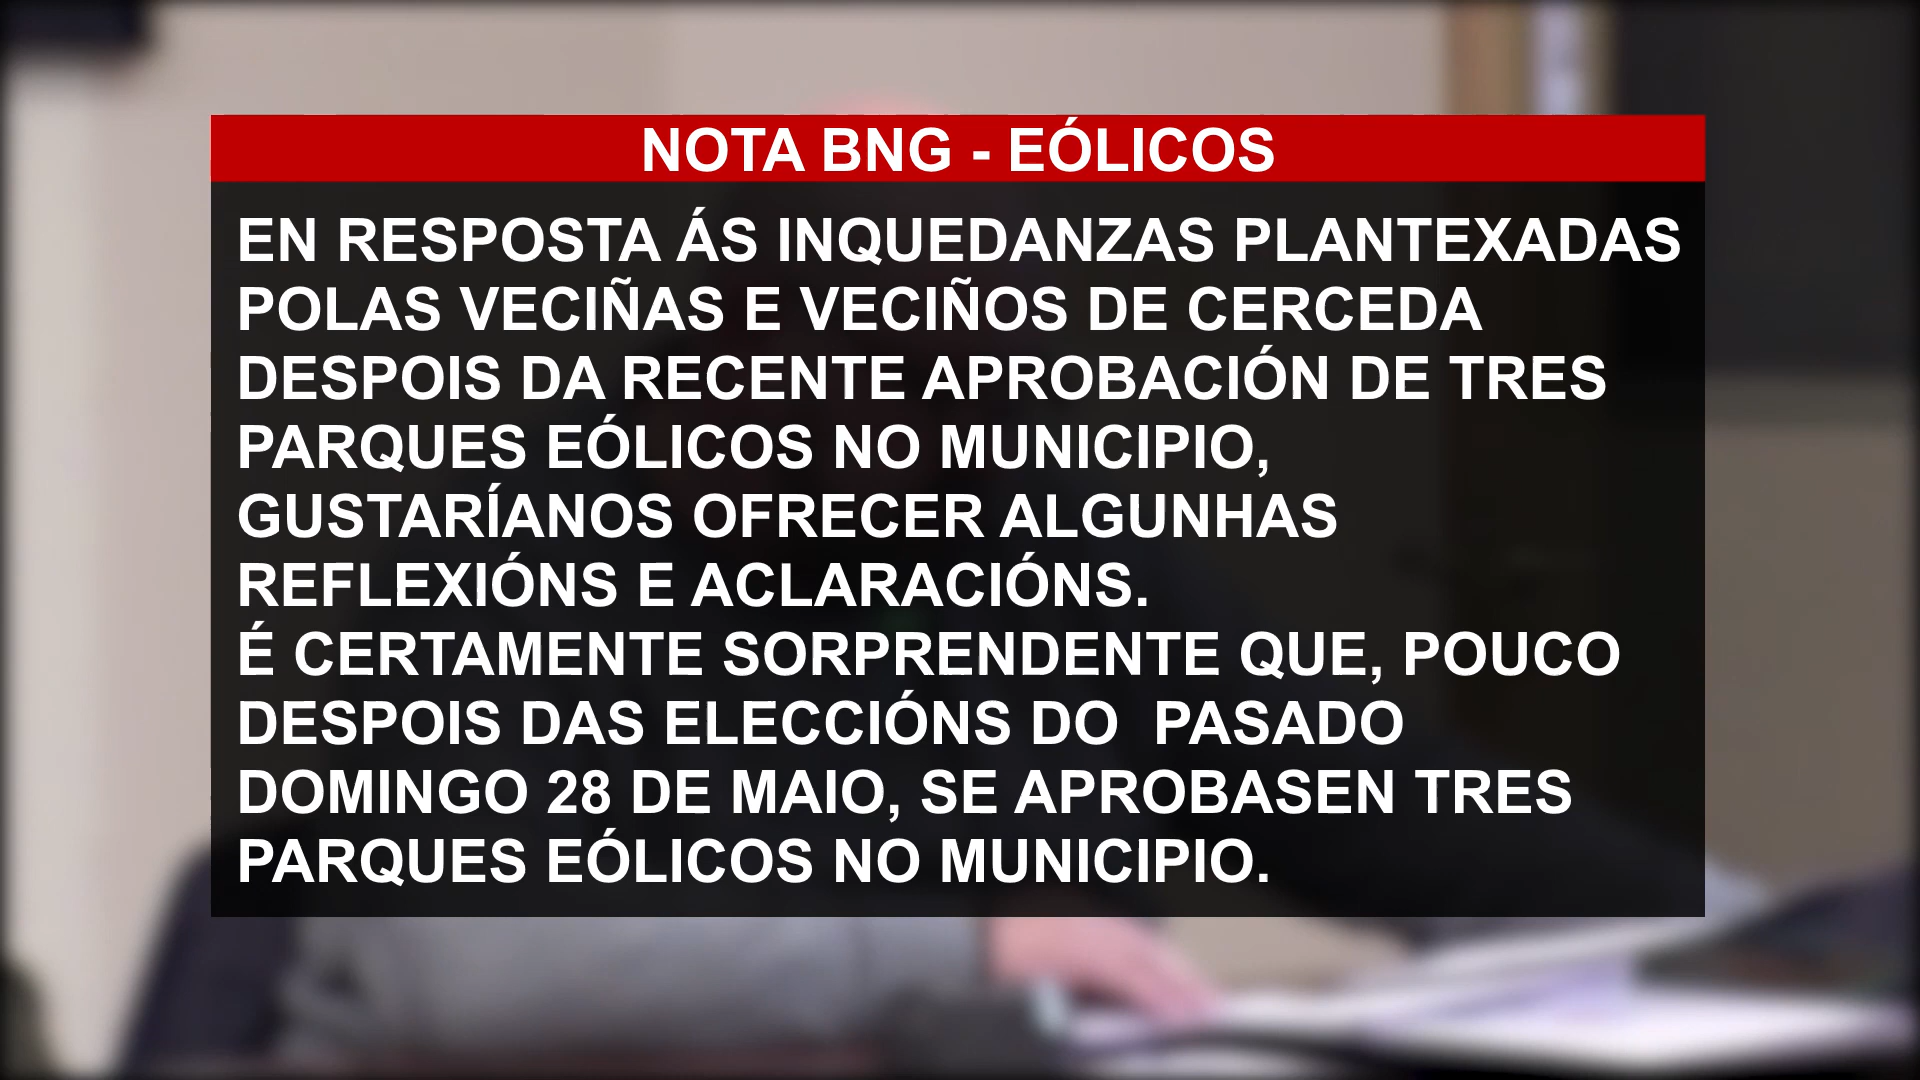 NOTA BNG - EÓLICOS
EN RESPOSTA ÁS INQUEDANZAS PLANTEXADAS
POLAS VECIÑAS E VECIÑOS DE CERCEDA
DESPOIS DA RECENTE APROBACIÓN DE TRES
PARQUES EÓLICOS NO MUNICIPIO,
GUSTARÍANOS OFRECER ALGUNHAS
REFLEXIÓNS E ACLARACIÓNS.
É CERTAMENTE SORPRENDENTE QUE, POUCO
DESPOIS DAS ELECCIÓNS DO  PASADO
DOMINGO 28 DE MAIO, SE APROBASEN TRES
PARQUES EÓLICOS NO MUNICIPIO.